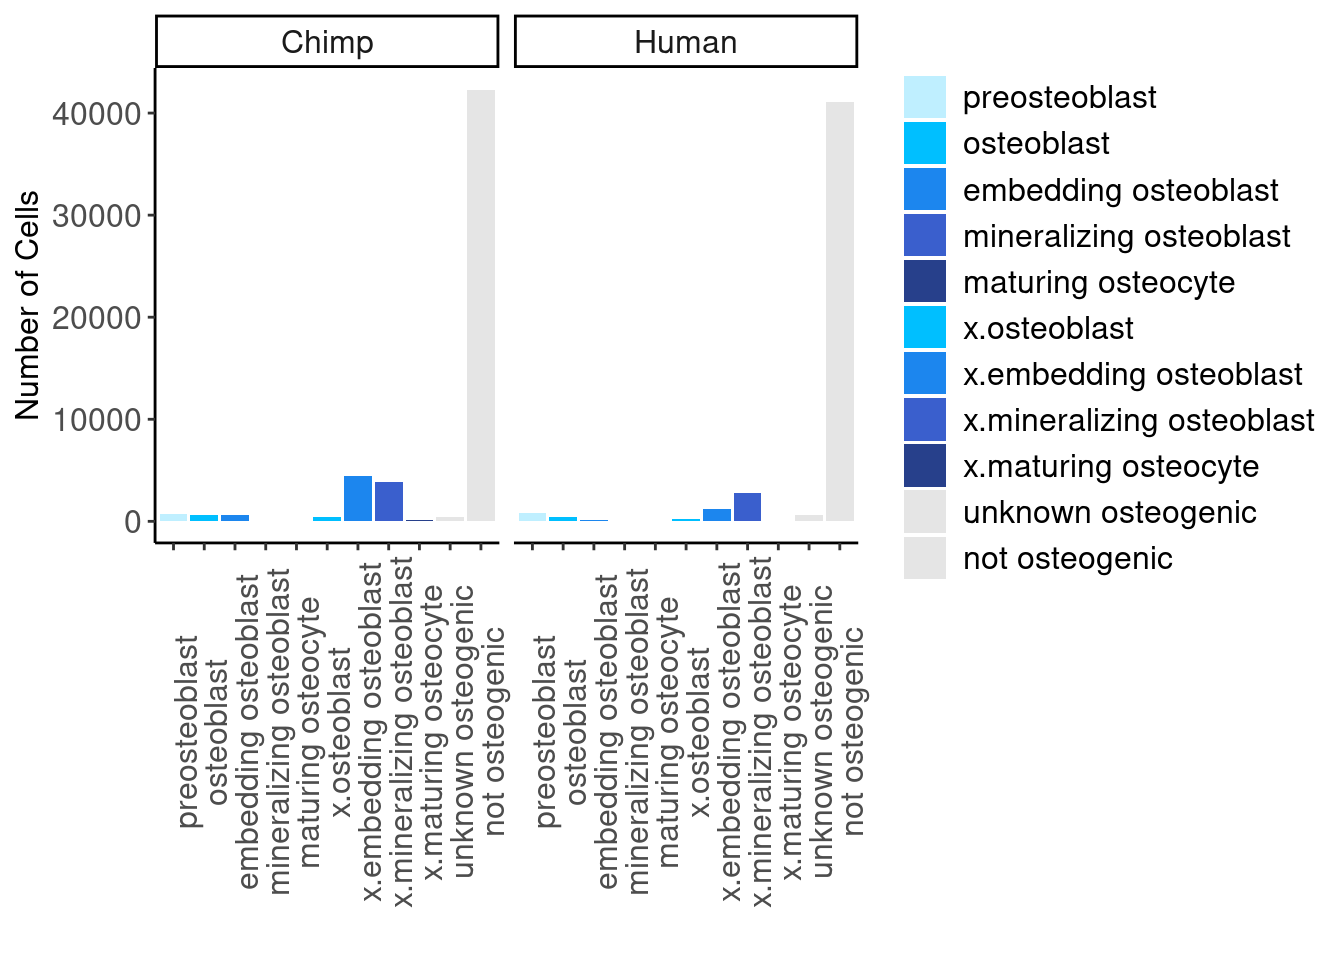 Chimp
Human
Number of Cells
40000
30000
20000
10000
0
preosteoblast
osteoblast
embedding osteoblast
mineralizing osteoblast
maturing osteocyte
x.osteoblast
x.embedding osteoblast
x.mineralizing osteoblast
x.maturing osteocyte
unknown osteogenic
not osteogenic
preosteoblast
osteoblast
embedding osteoblast
mineralizing osteoblast
maturing osteocyte
x.osteoblast
x.embedding osteoblast
x.mineralizing osteoblast
x.maturing osteocyte
unknown osteogenic
not osteogenic
preosteoblast
osteoblast
embedding osteoblast
mineralizing osteoblast
maturing osteocyte
x.osteoblast
x.embedding osteoblast
x.mineralizing osteoblast
x.maturing osteocyte
unknown osteogenic
not osteogenic